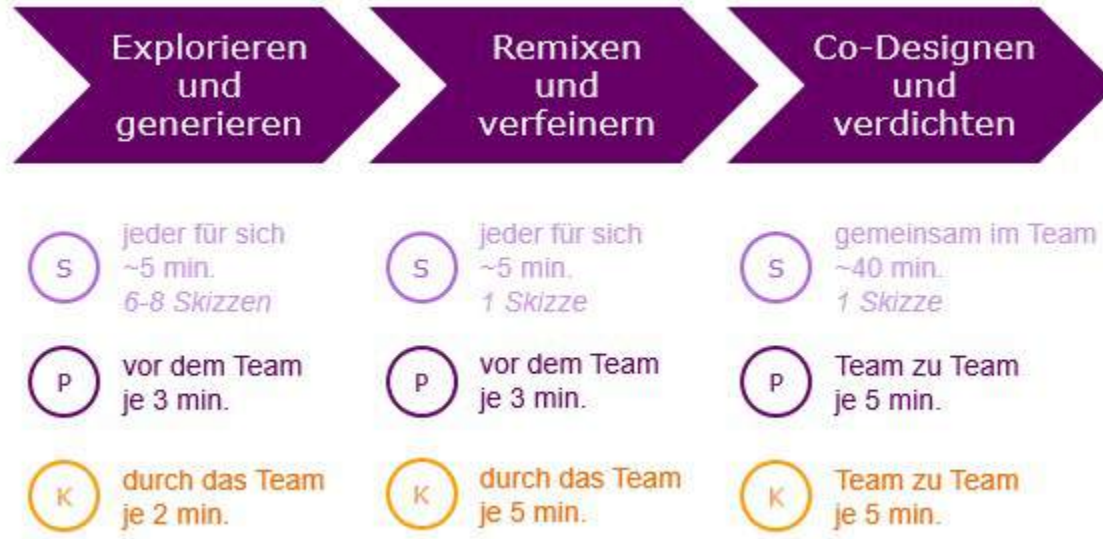 Explorieren
und
generieren
Remixen
und
verfeinern
Co-Designen
und
verdichten
S
jeder für sich
~5 min.
6-8 Skizzen
S
jeder für sich
~5 min.
1 Skizze
S
gemeinsam im Team
~40 min.
1 Skizze
P
vor dem Team
je 3 min.
P
vor dem Team
je 3 min.
P
Team zu Team
je 5 min.
K
durch das Team
je 2 min.
K
durch das Team
je 5 min.
K
Team zu Team
je 5 min.